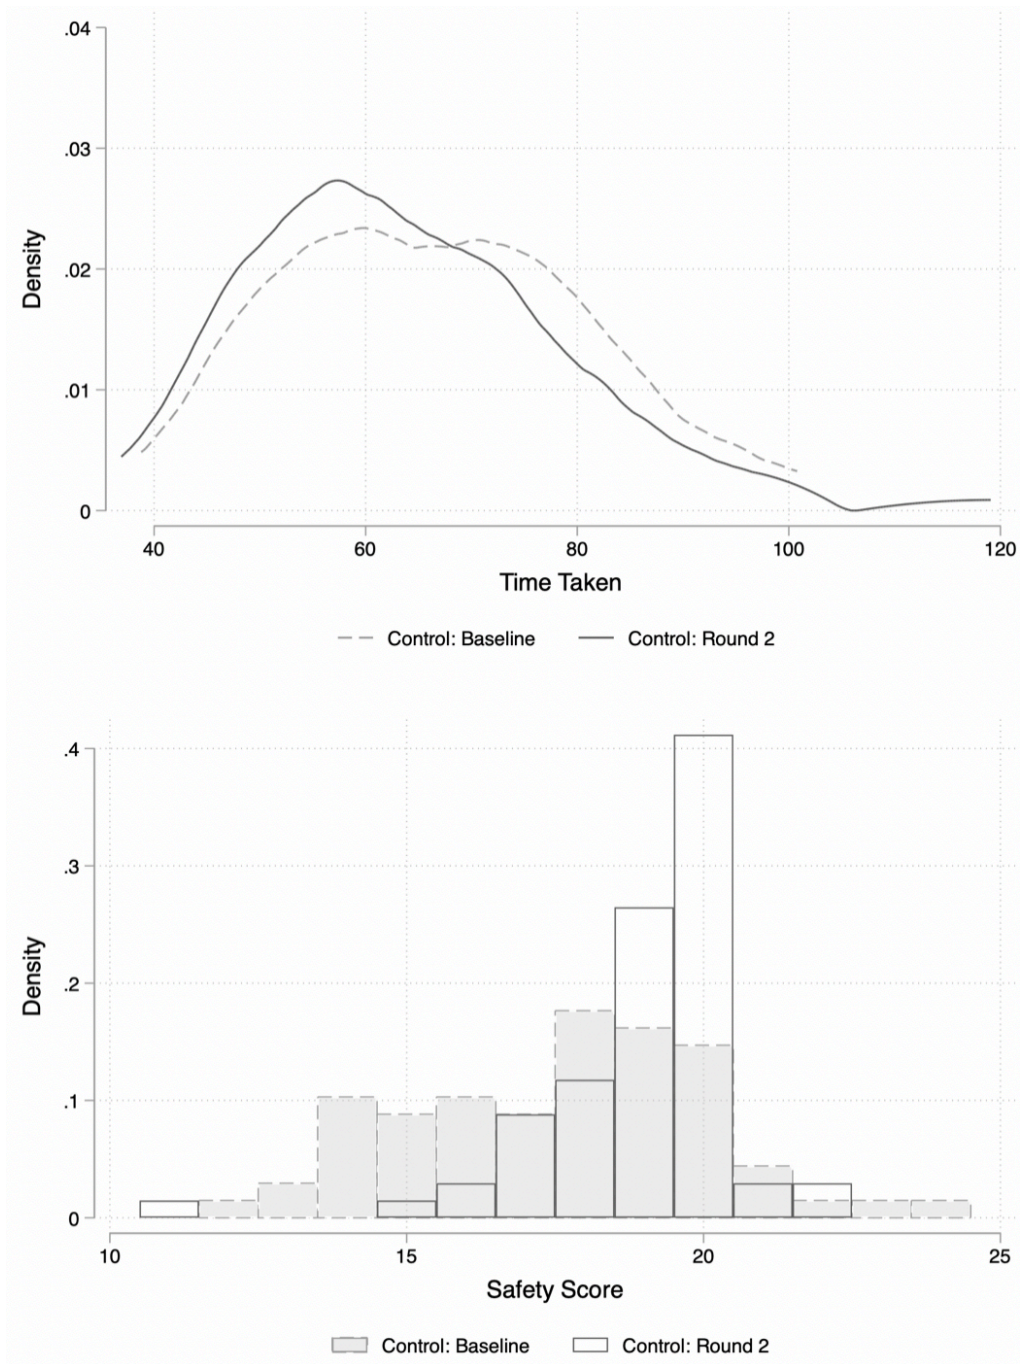 .04
.03
.02
.01
0
Density
40 60 80 100 120
Time Taken
Control: Baseline Control: Round 2
.4
.3
.2
.1
0
Density
10 15 20 25
Safety Score
Control: Baseline Control: Round 2